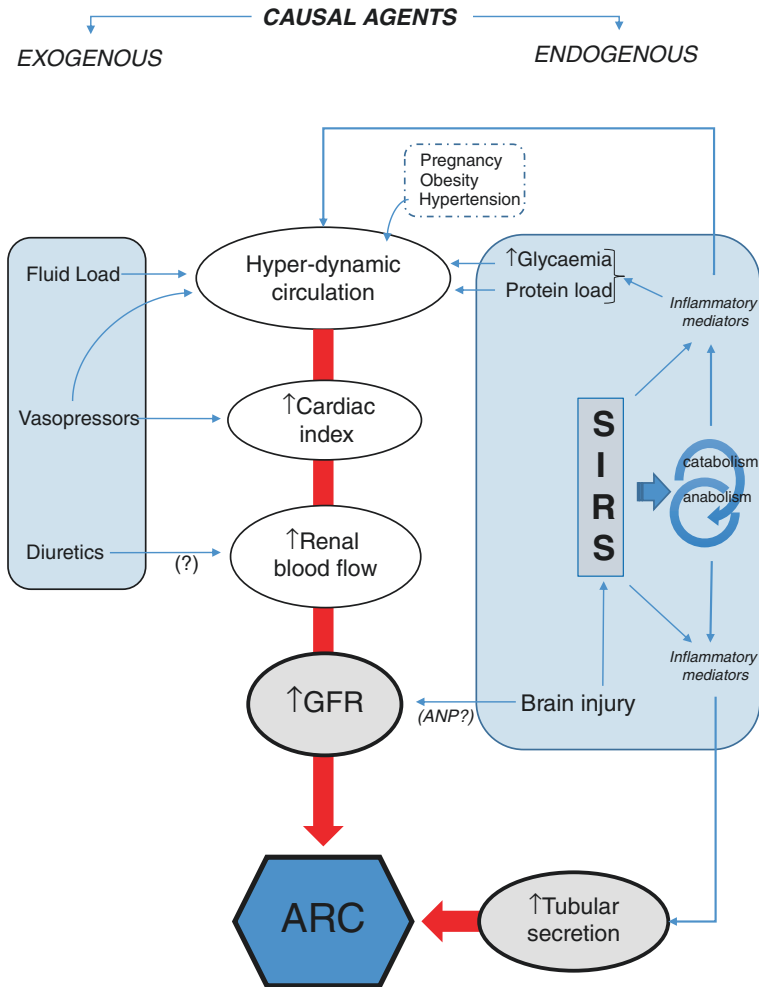 CAUSAL AGENTS
EXOGENOUS
ENDOGENOUS
Pregnancy
Obesity
Hypertension
Fluid Load
Hyper-dynamic
circulation
↑Glycaemia
Protein load
Inflammatory
mediators
Vasopressors
↑Cardiac
index
S
I
R
S
catabolism
anabolism
Diuretics
(?)
↑Renal
blood flow
Inflammatory
mediators
↑GFR
(ANP?)
Brain injury
ARC
↑Tubular
secretion